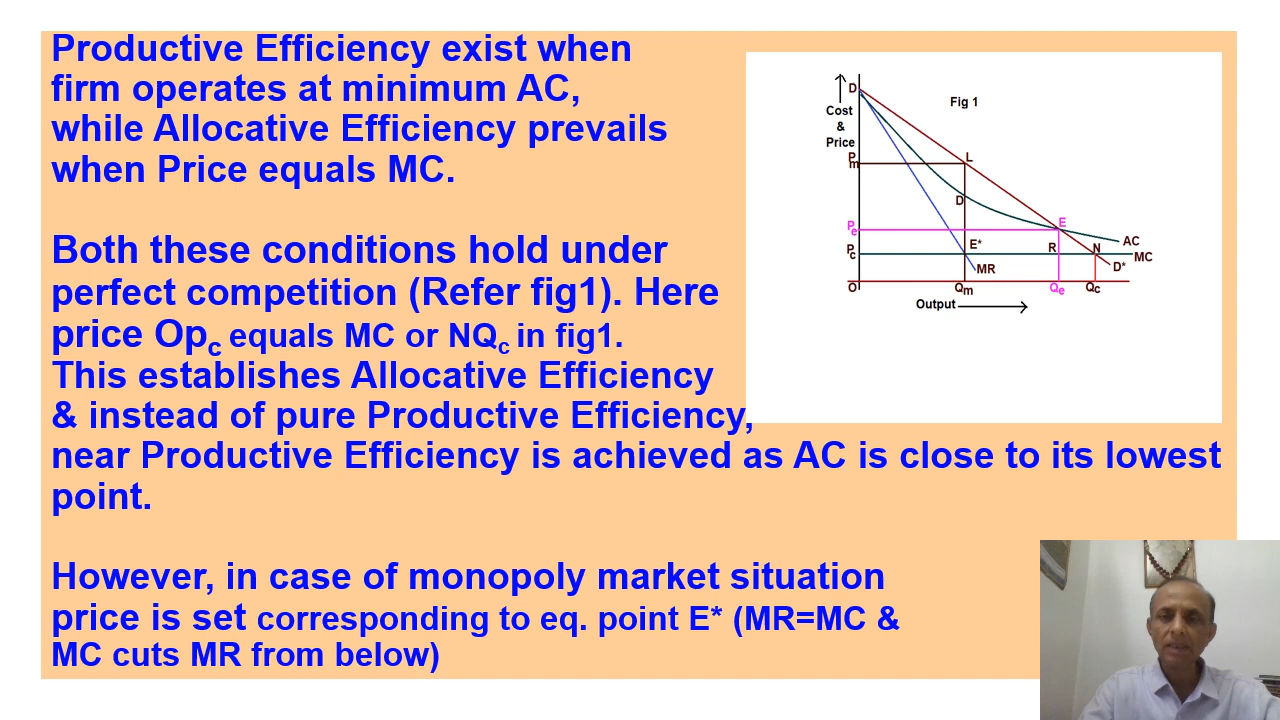 Productive Efficiency exist when
firm operates at minimum AC,
while Allocative Efficiency prevails
when Price equals MC.
Both these conditions hold under
perfect competition (Refer fig1). Here
price Opc equals MC or NQc in fig1.
This establishes Allocative Efficiency
& instead of pure Productive Efficiency,
near Productive Efficiency is achieved as AC is close to its lowest
point.
However, in case of monopoly market situation
price is set corresponding to eq. point E* (MR=MC &
MC cuts MR from below)
Fig 1
D
Cost
&
Price
Pm
L
D
Pe
E
AC
Pc
E*
R
N
MC
MR
D*
O
Qm
Qe
Qc
Output